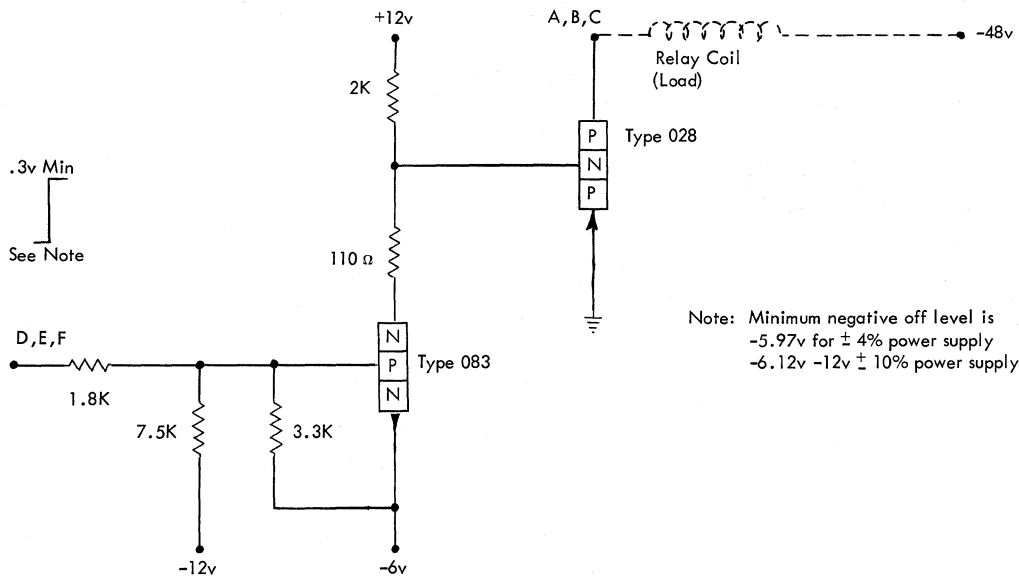 +12v
A,B,C
-48v
Relay Coil
(Load)
2K
P
N
P
Type 028
.3v Min
See Note
110 Ω
D,E,F
1.8K
N
P
N
Type 083
7.5K
3.3K
-12v
-6v
Note: Minimum negative off level is
-5.97v for ± 4% power supply
-6.12v -12v ± 10% power supply